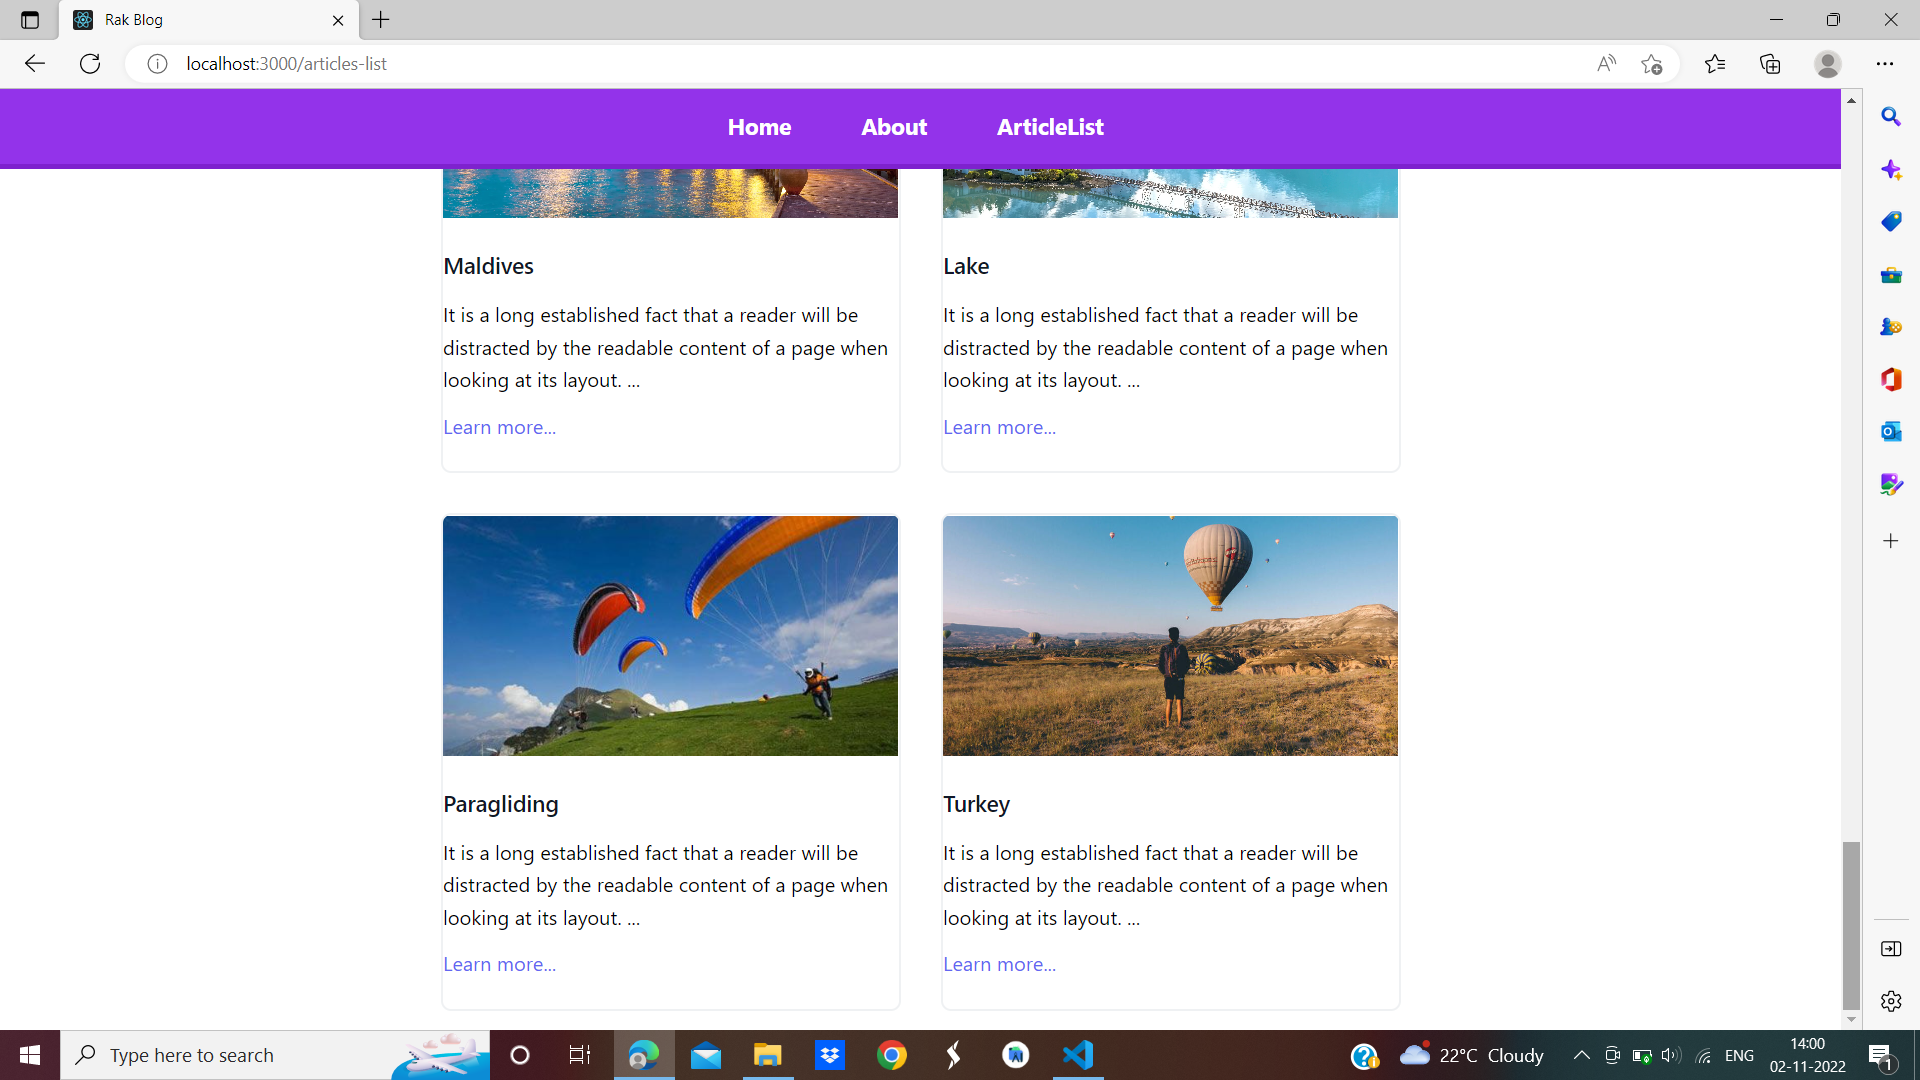 Rak Blog
localhost:3000/articles-list
Home About ArticleList
Maldives
It is a long established fact that a reader will be
distracted by the readable content of a page when
looking at its layout. ...
Learn more...
Lake
It is a long established fact that a reader will be
distracted by the readable content of a page when
looking at its layout. ...
Learn more...
Paragliding
It is a long established fact that a reader will be
distracted by the readable content of a page when
looking at its layout. ...
Learn more...
Turkey
It is a long established fact that a reader will be
distracted by the readable content of a page when
looking at its layout. ...
Learn more...
Type here to search
22°C Cloudy
ENG
14:00
02-11-2022
1